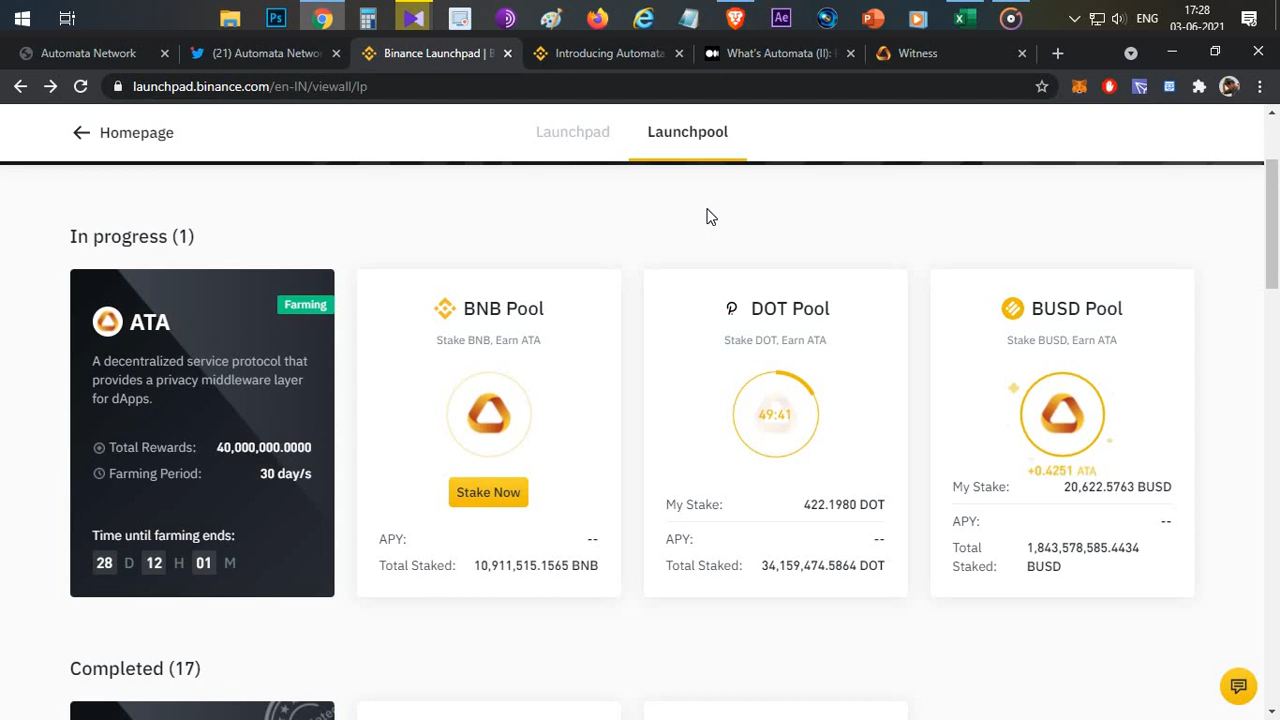 Ps
Ae
ENG
17:28
03-06-2021
Automata Network
(21) Automata Netwo
Binance Launchpad | B
Introducing Automata
What's Automata (II):
Witness
launchpad.binance.com/en-IN/viewall/lp
Homepage
Launchpad
Launchpool
In progress (1)
Farming
ATA
A decentralized service protocol that
provides a privacy middleware layer
for dApps.
Total Rewards: 40,000,000.0000
Farming Period: 30 day/s
Time until farming ends:
28 D 12 H 01 M
BNB Pool
Stake BNB, Earn ATA
Stake Now
APY: --
Total Staked: 10,911,515.1565 BNB
DOT Pool
Stake DOT, Earn ATA
49:41
My Stake: 422.1980 DOT
APY: --
Total Staked: 34,159,474.5864 DOT
BUSD Pool
Stake BUSD, Earn ATA
+0.4251 ATA
My Stake: 20,622.5763 BUSD
APY: --
Total 1,843,578,585.4434
Staked: BUSD
Completed (17)